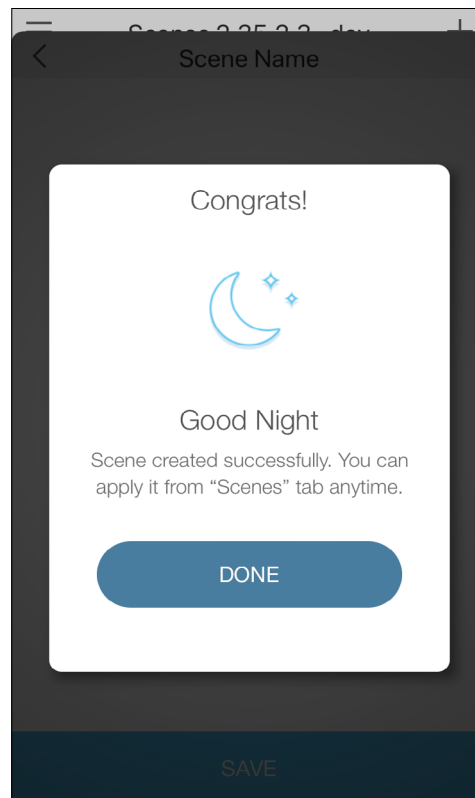 Scene Name
Congrats!
Good Night
Scene created successfully. You can
apply it from “Scenes” tab anytime.
DONE
SAVE